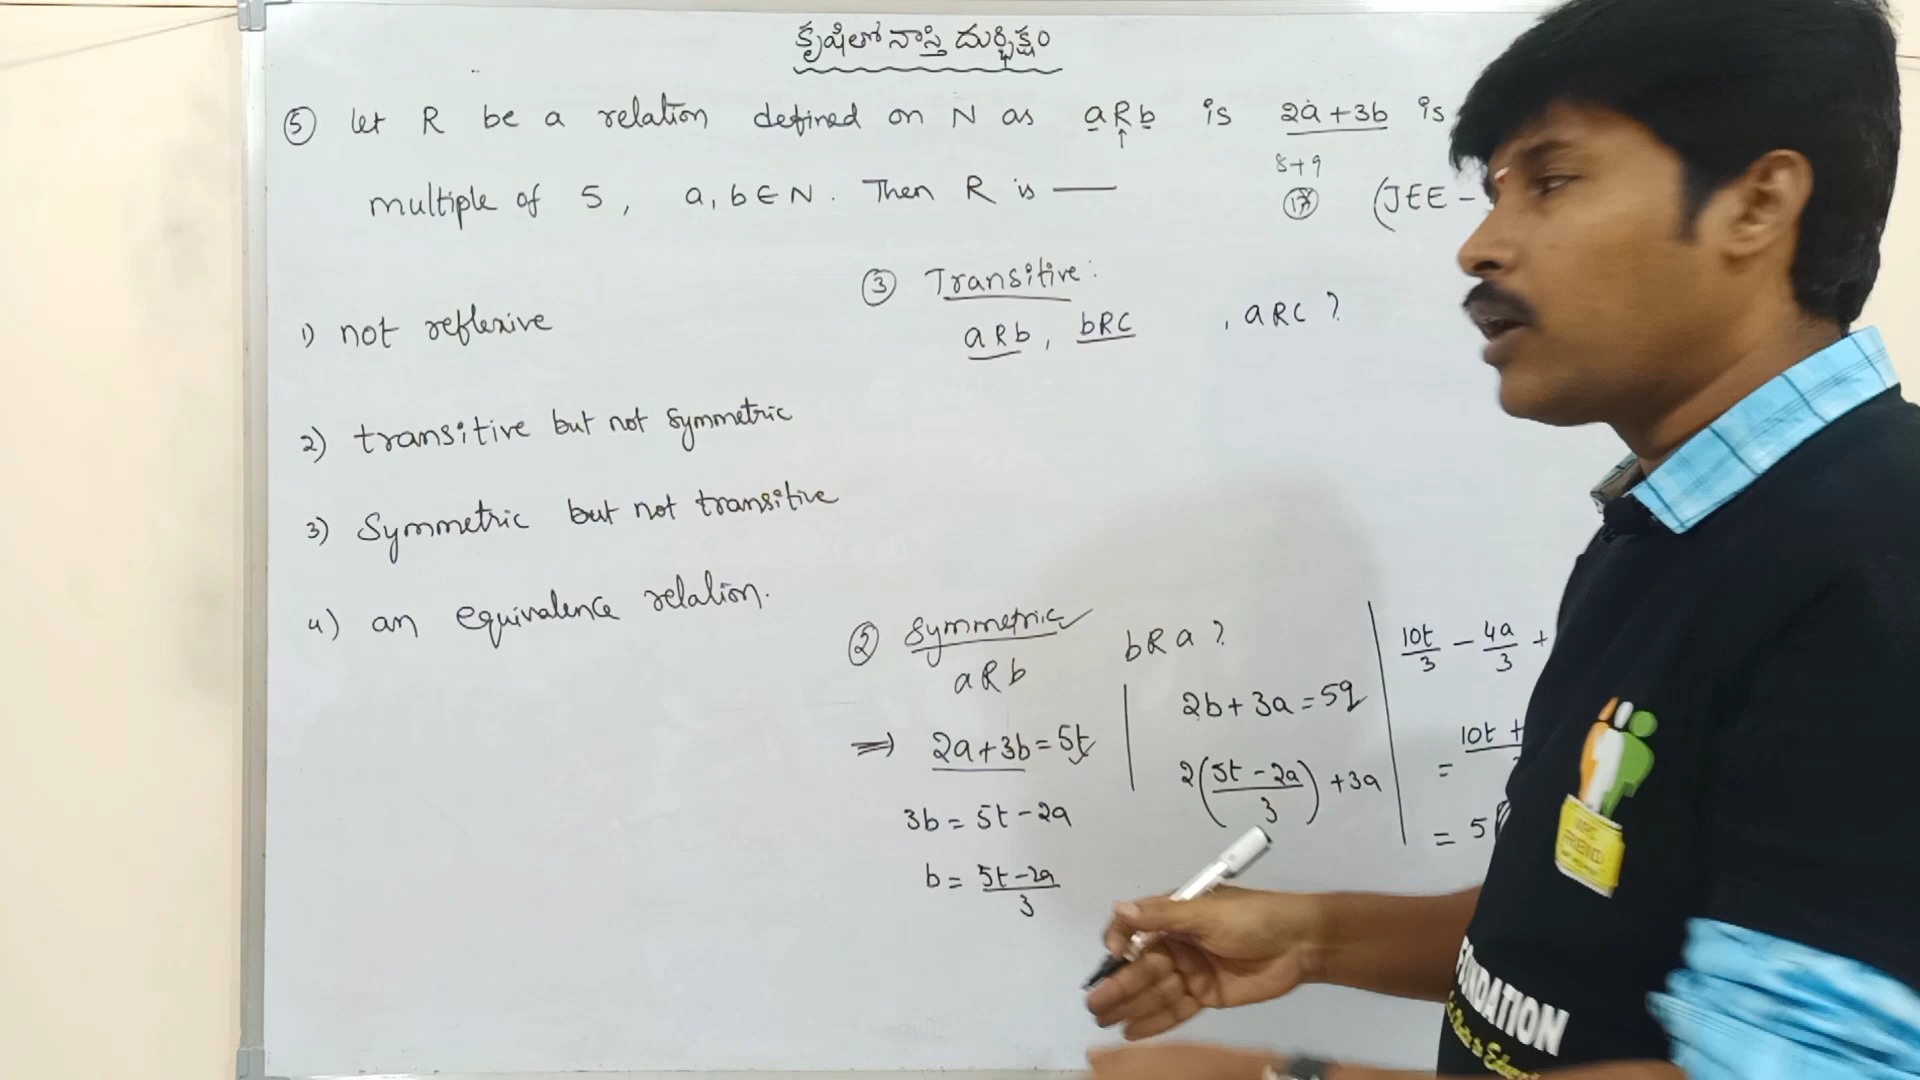 కృషితో నాస్తి దుర్భిక్షం
⑤ let R be a relation defined on N as aRb is 2a+3b is
multiple of 5, a, b ∈ N. Then R is —
8+9
17
(JEE -
1) not reflexive
2) transitive but not symmetric
3) Symmetric but not transitive
4) an equivalence relation.
③ Transitive:
aRb, bRc , aRc ?
② Symmetric
aRb bRa ?
⇒ 2a+3b = 5t
3b = 5t-2a
b = (5t-2a)/3
2b+3a = 5q
2((5t-2a)/3) +3a
10t/3 - 4a/3 +
= 10t +
= 5
FRIEND
FOUNDATION